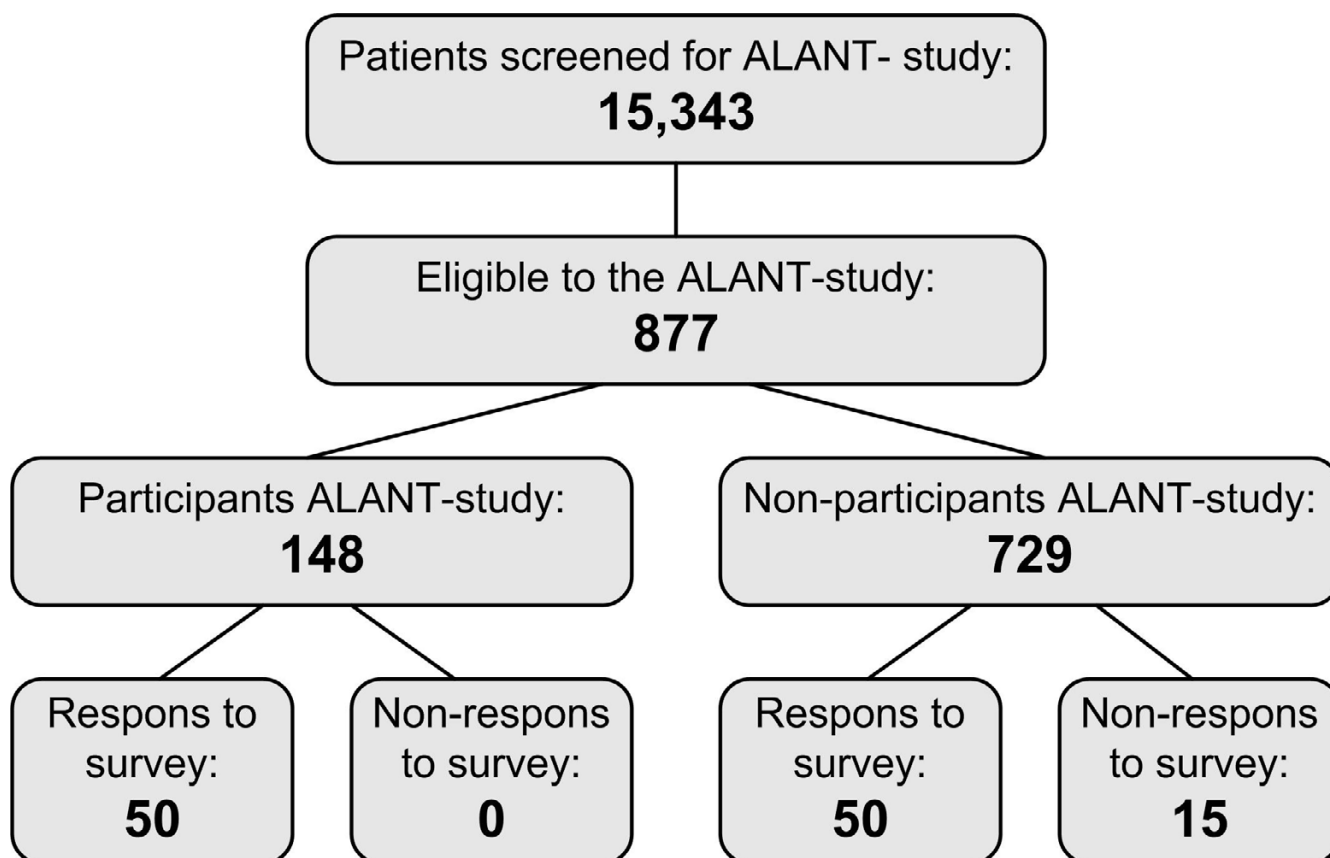 Patients screened for ALANT- study:
15,343
Eligible to the ALANT-study:
877
Participants ALANT-study:
148
Non-participants ALANT-study:
729
Respons to
survey:
50
Non-respons
to survey:
0
Respons to
survey:
50
Non-respons
to survey:
15